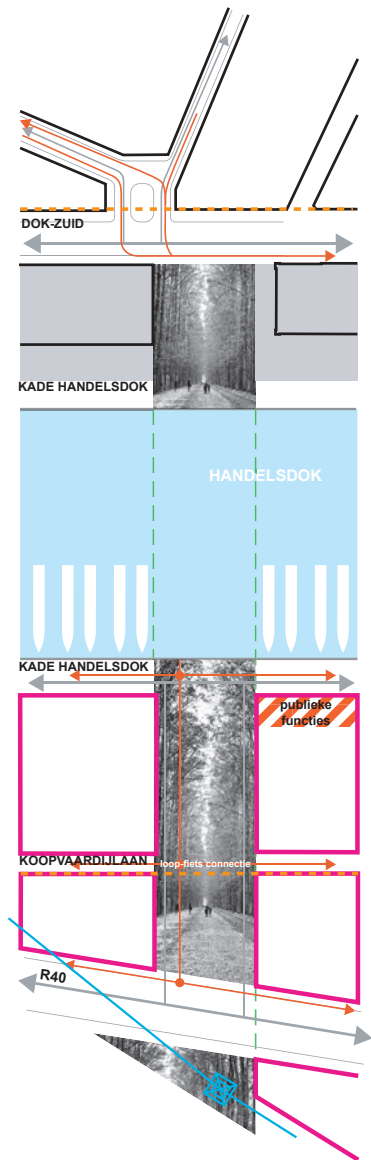 DOK-ZUID
KADE HANDELSDOK
HANDELSDOK
KADE HANDELSDOK
publieke
functies
KOOPVAARDIJLAAN
loop-fiets connectie
R40